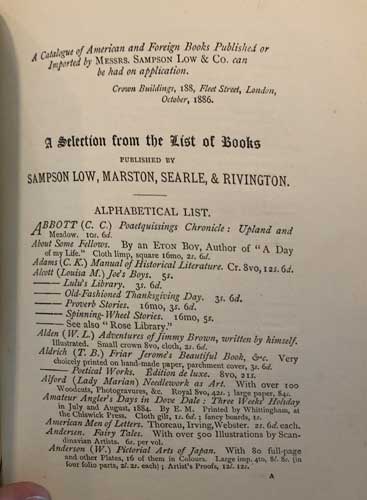 A Catalogue of American and Foreign Books Published or
Imported by MESSRS. SAMPSON LOW & CO. can
be had on application.
Crown Buildings, 188, Fleet Street, London,
October, 1886.
A Selection from the List of Books
PUBLISHED BY
SAMPSON LOW, MARSTON, SEARLE, & RIVINGTON.
ALPHABETICAL LIST.
ABBOTT (C. C.) Poaetquissings Chronicle: Upland and
Meadow. 10s. 6d.
About Some Fellows. By an ETON BOY, Author of "A Day
of my Life." Cloth limp, square 16mo, 2s. 6d.
Adams (C. K.) Manual of Historical Literature. Cr. 8vo, 12s. 6d.
Alcott (Louisa M.) Jo's Boys. 5s.
—— Lulu's Library. 3s. 6d.
—— Old-Fashioned Thanksgiving Day. 3s. 6d.
—— Proverb Stories. 16mo, 3s. 6d.
—— Spinning-Wheel Stories. 16mo, 5s.
—— See also "Rose Library."
Alden (W. L.) Adventures of Jimmy Brown, written by himself.
Illustrated. Small crown 8vo, cloth, 2s. 6d.
Aldrich (T. B.) Friar Jerome's Beautiful Book, &c. Very
choicely printed on hand-made paper, parchment cover, 3s. 6d.
—— Poetical Works. Édition de luxe. 8vo, 21s.
Alford (Lady Marian) Needlework as Art. With over 100
Woodcuts, Photogravures, &c. Royal 8vo, 42s.; large paper, 84s.
Amateur Angler's Days in Dove Dale: Three Weeks' Holiday
in July and August, 1884. By E. M. Printed by Whittingham, at
the Chiswick Press. Cloth gilt, 1s. 6d.; fancy boards, 1s.
American Men of Letters. Thoreau, Irving, Webster. 2s. 6d. each.
Andersen. Fairy Tales. With over 500 Illustrations by Scan-
dinavian Artists. 6s. per vol.
Anderson (W.) Pictorial Arts of Japan. With 80 full-page
and other Plates, 16 of them in Colours. Large imp. 4to, 8l. 8s. (in
four folio parts, 2l. 2s. each); Artist's Proofs, 12l. 12s.
A